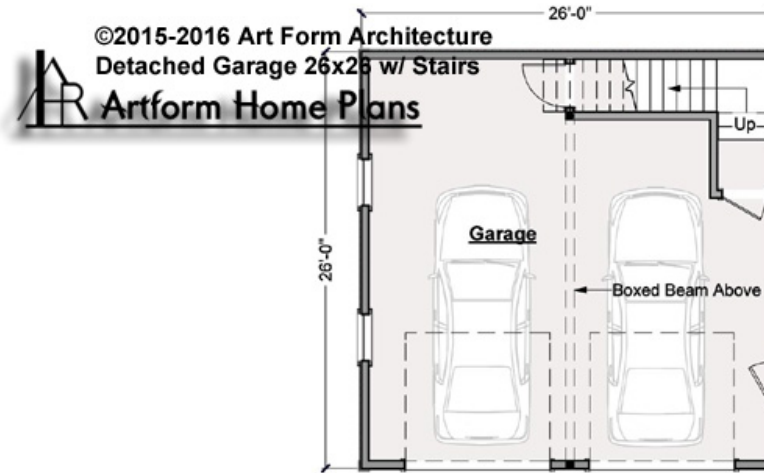 26'-0"
©2015-2016 Art Form Architecture
Detached Garage 26x26 w/ Stairs
AR Artform Home Plans
Up
Garage
26'-0"
Boxed Beam Above